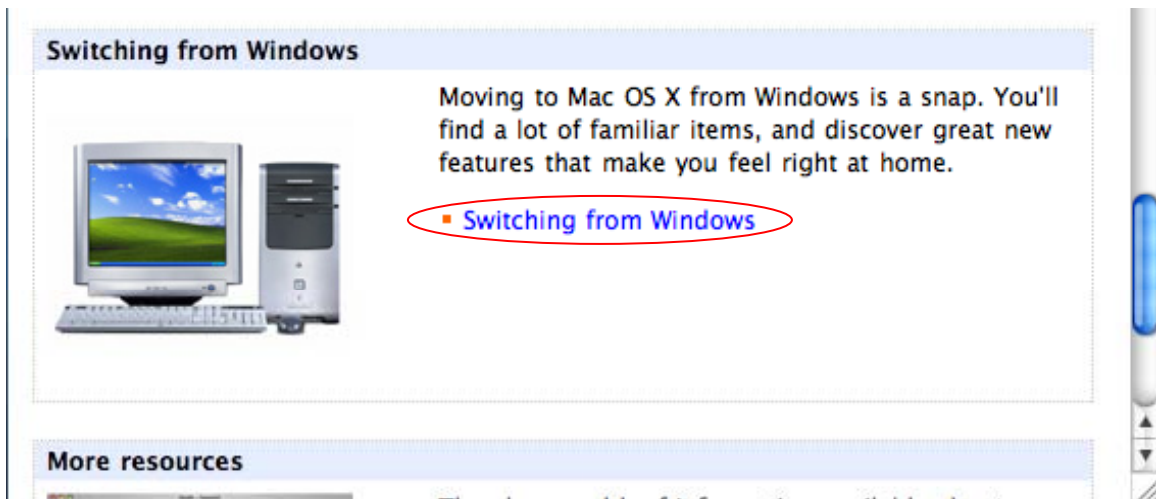 Switching from Windows
Moving to Mac OS X from Windows is a snap. You'll
find a lot of familiar items, and discover great new
features that make you feel right at home.
Switching from Windows
More resources